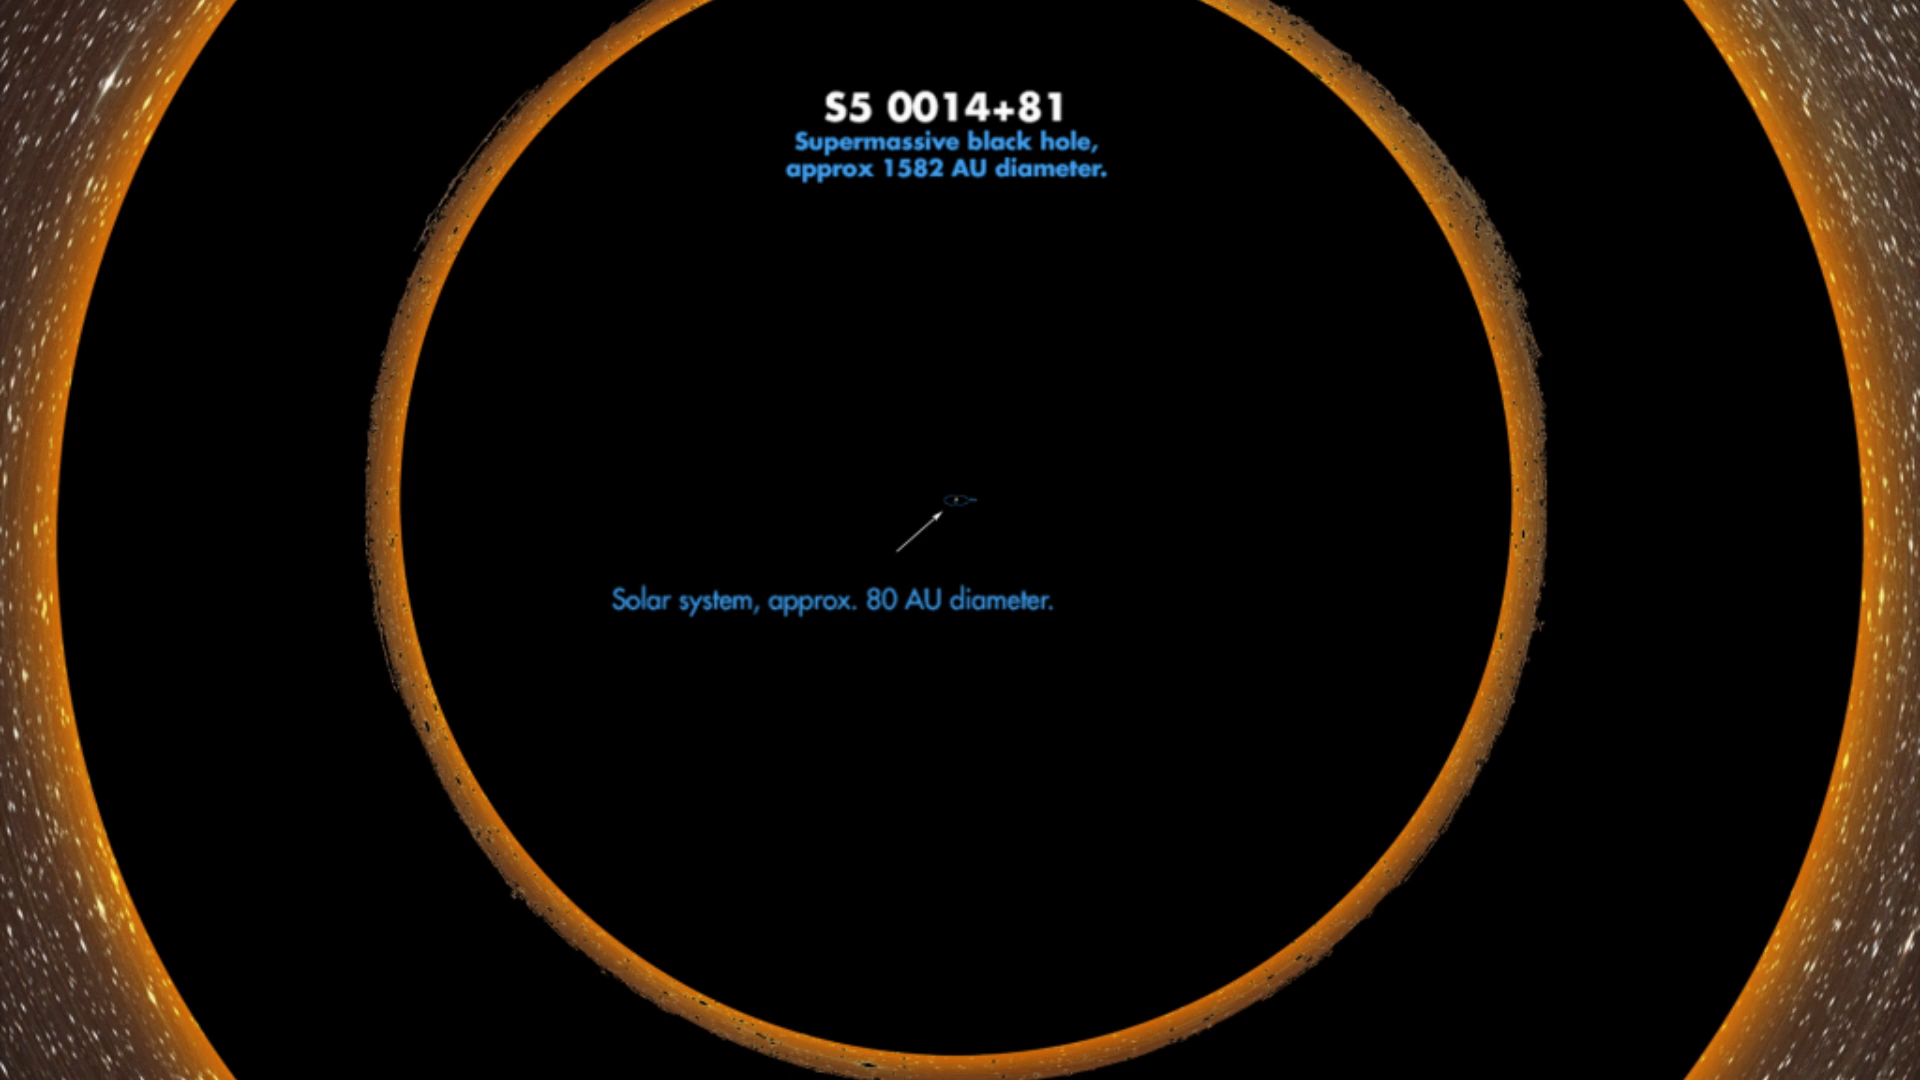 S5 0014+81
Supermassive black hole,
approx 1582 AU diameter.
Solar system, approx. 80 AU diameter.